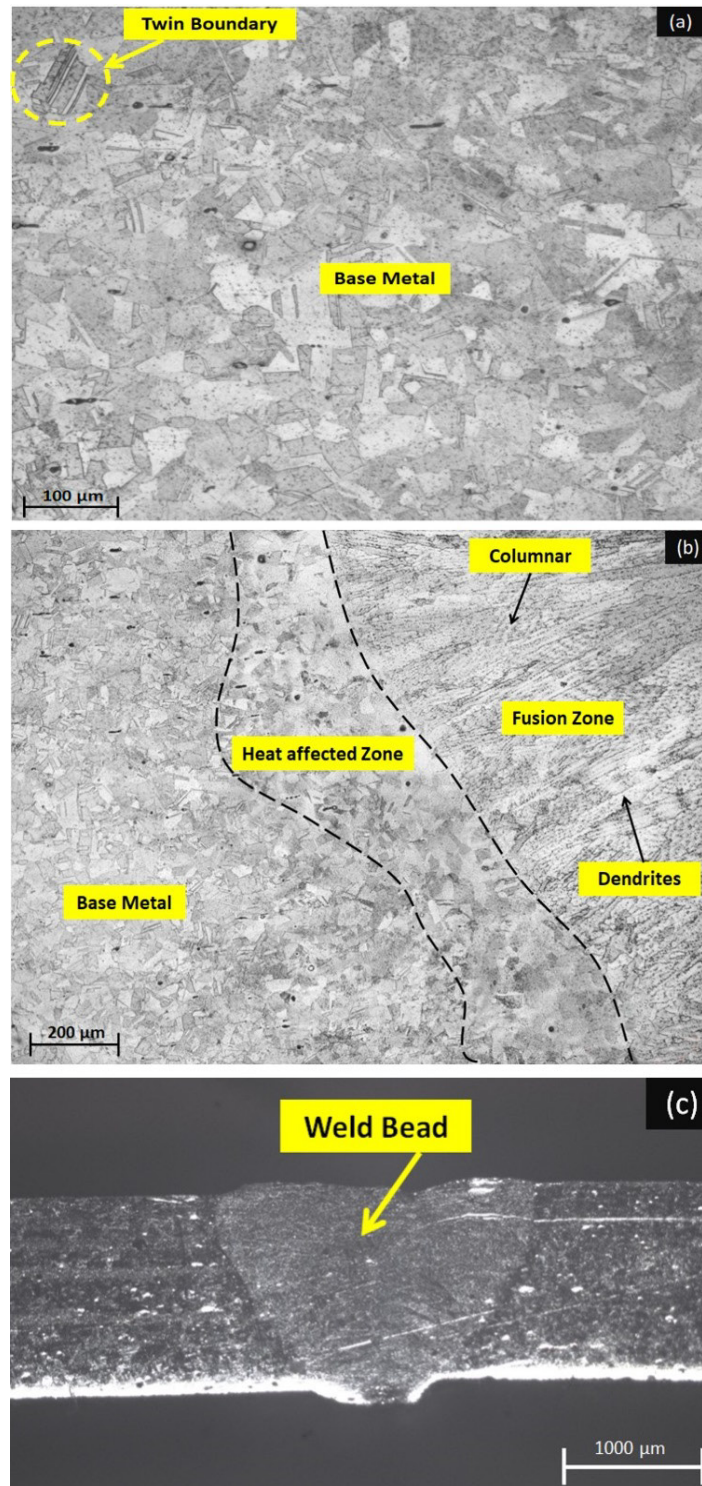 Twin Boundary
(a)
Base Metal
100 µm
(b)
Columnar
Fusion Zone
Heat affected Zone
Dendrites
Base Metal
200 µm
(c)
Weld Bead
1000 µm